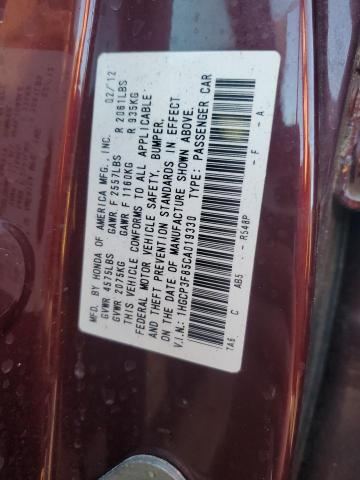 MFD. BY HONDA OF AMERICA MFG., INC. 02/12
GVWR 4575LBS GAWR F 2557LBS R 2061LBS
GVWR 2075KG GAWR F 1160KG R 935KG
THIS VEHICLE CONFORMS TO ALL APPLICABLE
FEDERAL MOTOR VEHICLE SAFETY, BUMPER,
AND THEFT PREVENTION STANDARDS IN EFFECT
ON THE DATE OF MANUFACTURE SHOWN ABOVE.
V.I.N.: 1HGCP3F85CA019330 TYPE: PASSENGER CAR
TA6 C AB5 - R548P - F - A